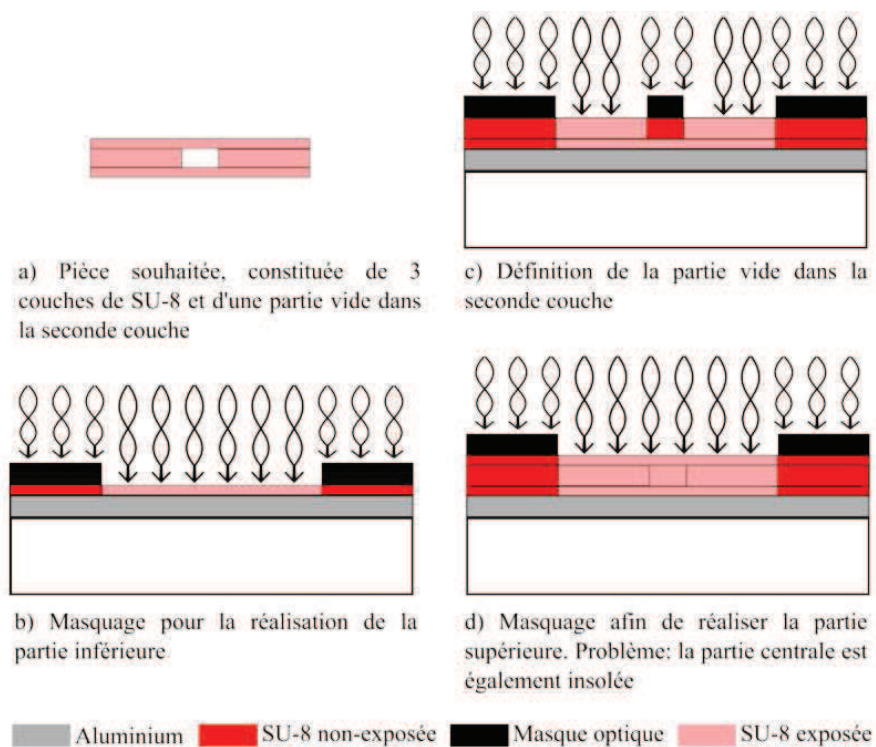 a) Pièce souhaitée, constituée de 3
couches de SU-8 et d'une partie vide dans
la seconde couche
b) Masquage pour la réalisation de la
partie inférieure
c) Définition de la partie vide dans la
seconde couche
d) Masquage afin de réaliser la partie
supérieure. Problème: la partie centrale est
également insolée
Aluminium SU-8 non-exposée Masque optique SU-8 exposée